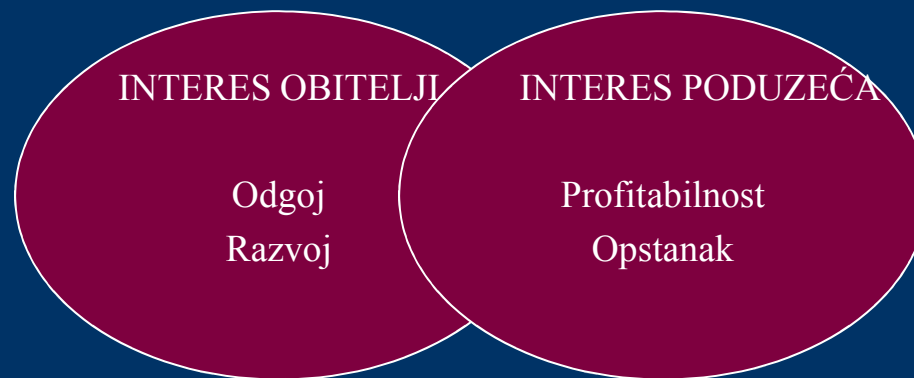 INTERES OBITELJI
Odgoj
Razvoj
INTERES PODUZEĆA
Profitabilnost
Opstanak